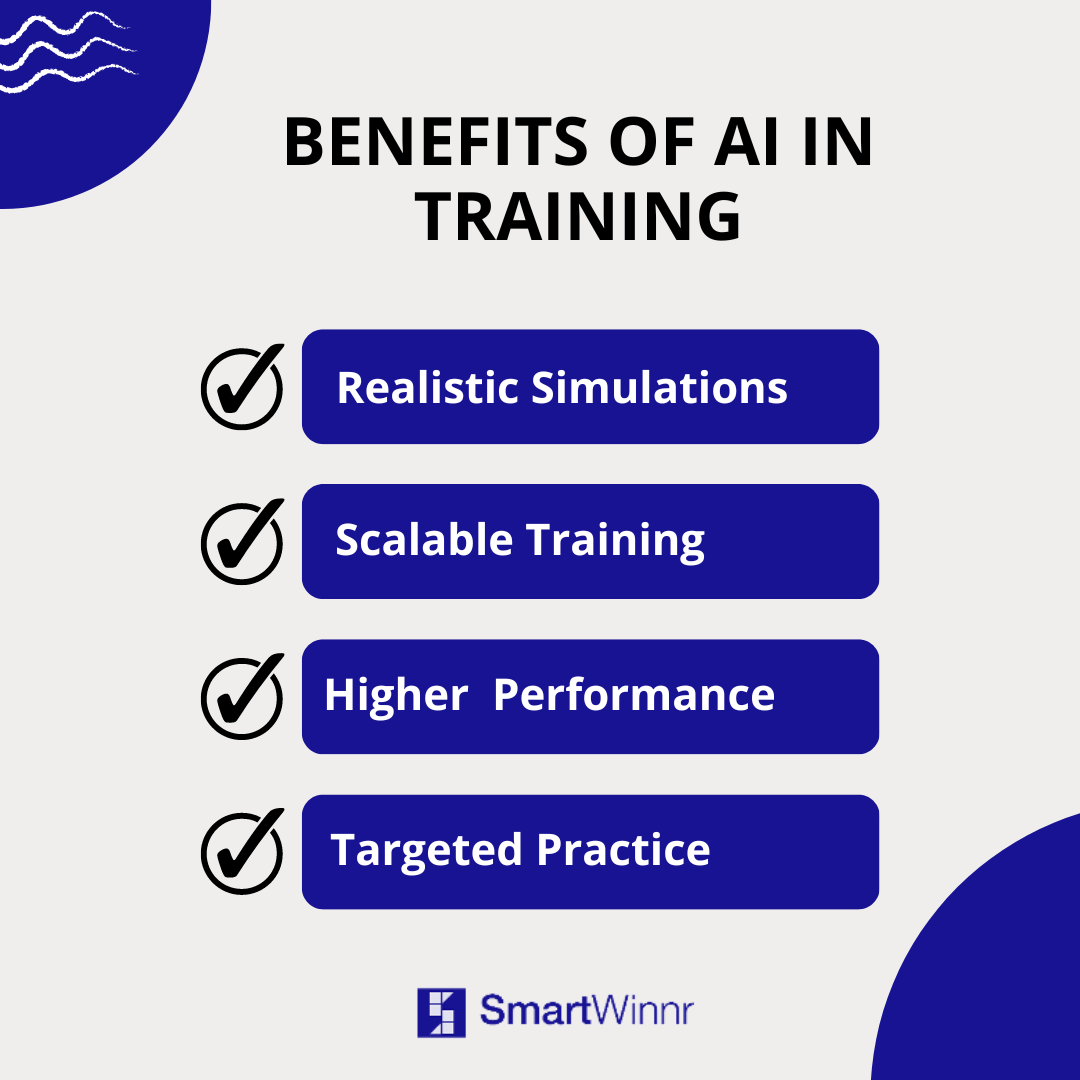 BENEFITS OF AI IN
TRAINING
Realistic Simulations
Scalable Training
Higher  Performance
Targeted Practice
SmartWinnr